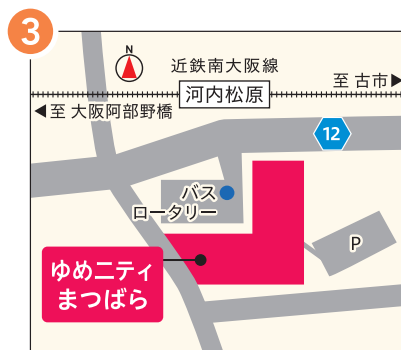 3
N
近鉄南大阪線
至 古市▶
河内松原
◀至 大阪阿部野橋
12
バス
ロータリー
P
ゆめニティ
まつばら